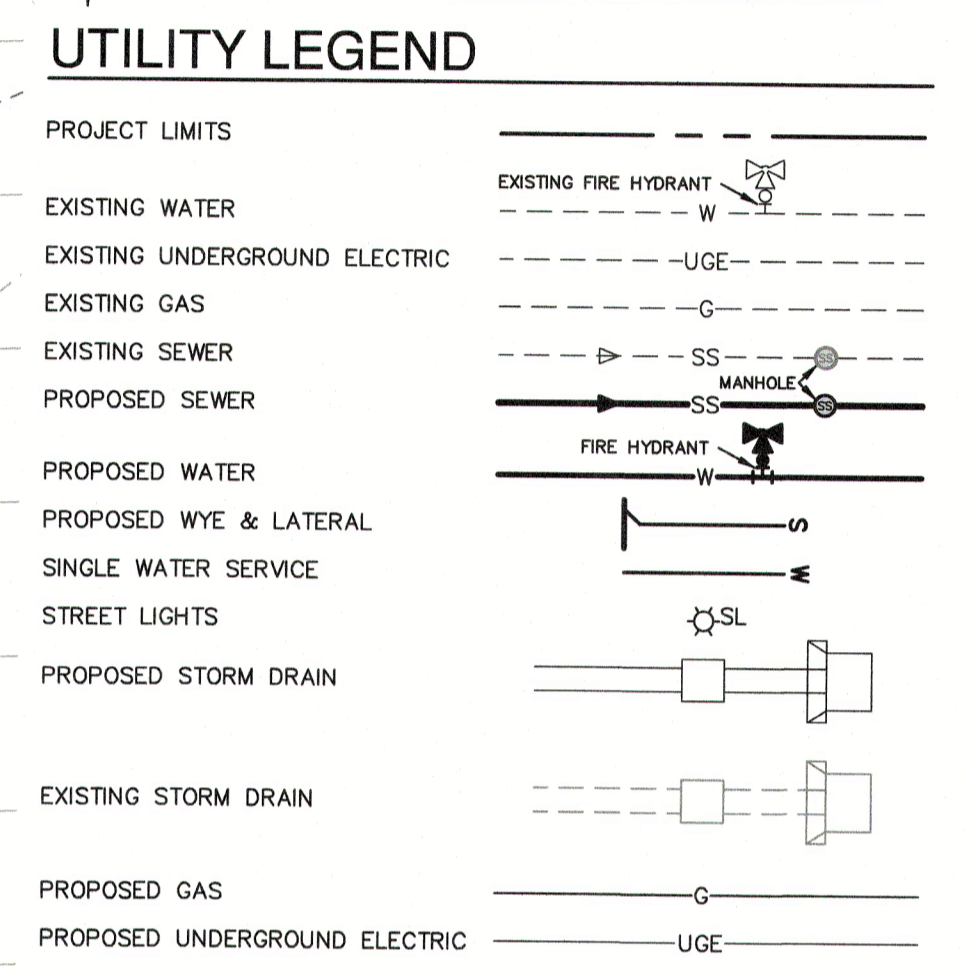 UTILITY LEGEND
PROJECT LIMITS
EXISTING FIRE HYDRANT
EXISTING WATER W
EXISTING UNDERGROUND ELECTRIC UGE
EXISTING GAS G
EXISTING SEWER SS SS
MANHOLE
PROPOSED SEWER SS SS
FIRE HYDRANT
PROPOSED WATER W
PROPOSED WYE & LATERAL S
SINGLE WATER SERVICE W
STREET LIGHTS SL
PROPOSED STORM DRAIN
EXISTING STORM DRAIN
PROPOSED GAS G
PROPOSED UNDERGROUND ELECTRIC UGE